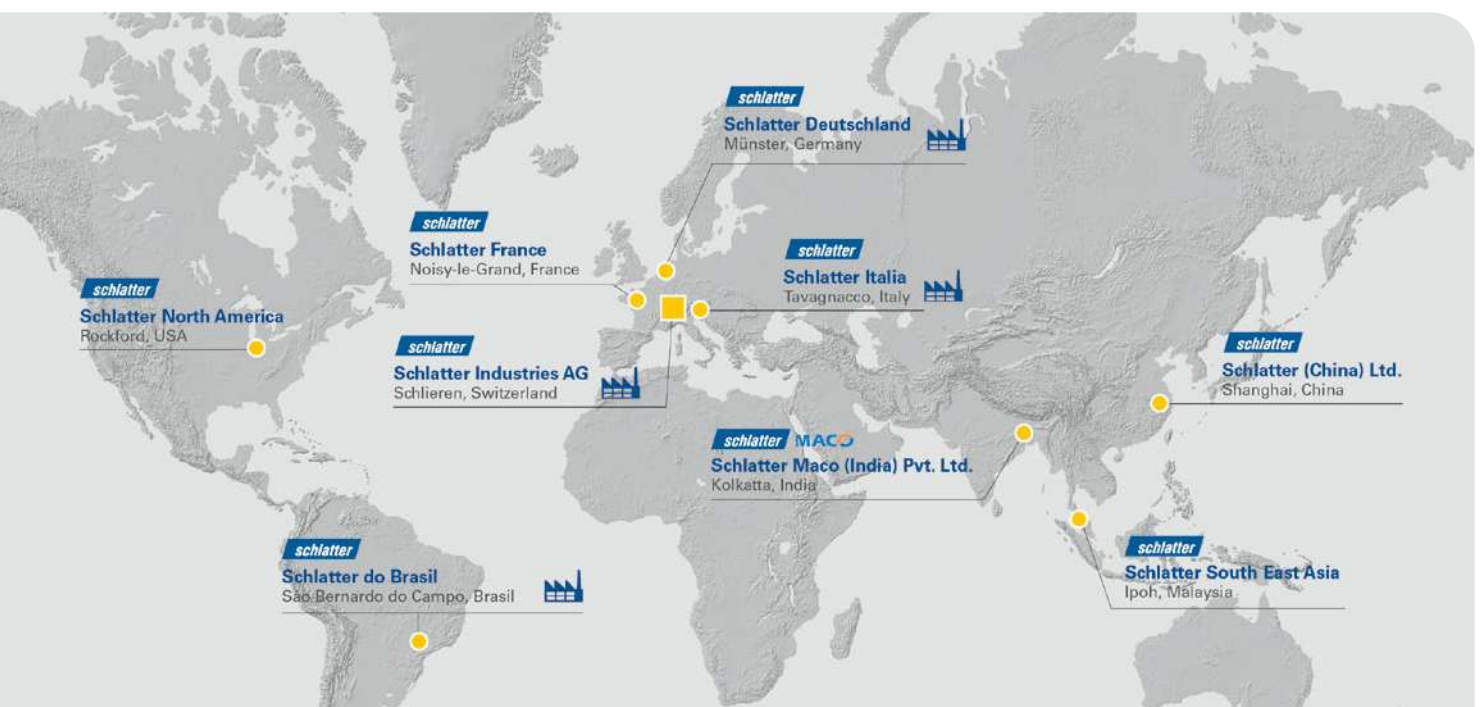 schlatter
Schlatter Deutschland
Münster, Germany
schlatter
Schlatter France
Noisy-le-Grand, France
schlatter
Schlatter Italia
Tavagnacco, Italy
schlatter
Schlatter North America
Rockford, USA
schlatter
Schlatter Industries AG
Schlieren, Switzerland
schlatter
Schlatter (China) Ltd.
Shanghai, China
schlatter MACO
Schlatter Maco (India) Pvt. Ltd.
Kolkatta, India
schlatter
Schlatter do Brasil
São Bernardo do Campo, Brasil
schlatter
Schlatter South East Asia
Ipoh, Malaysia